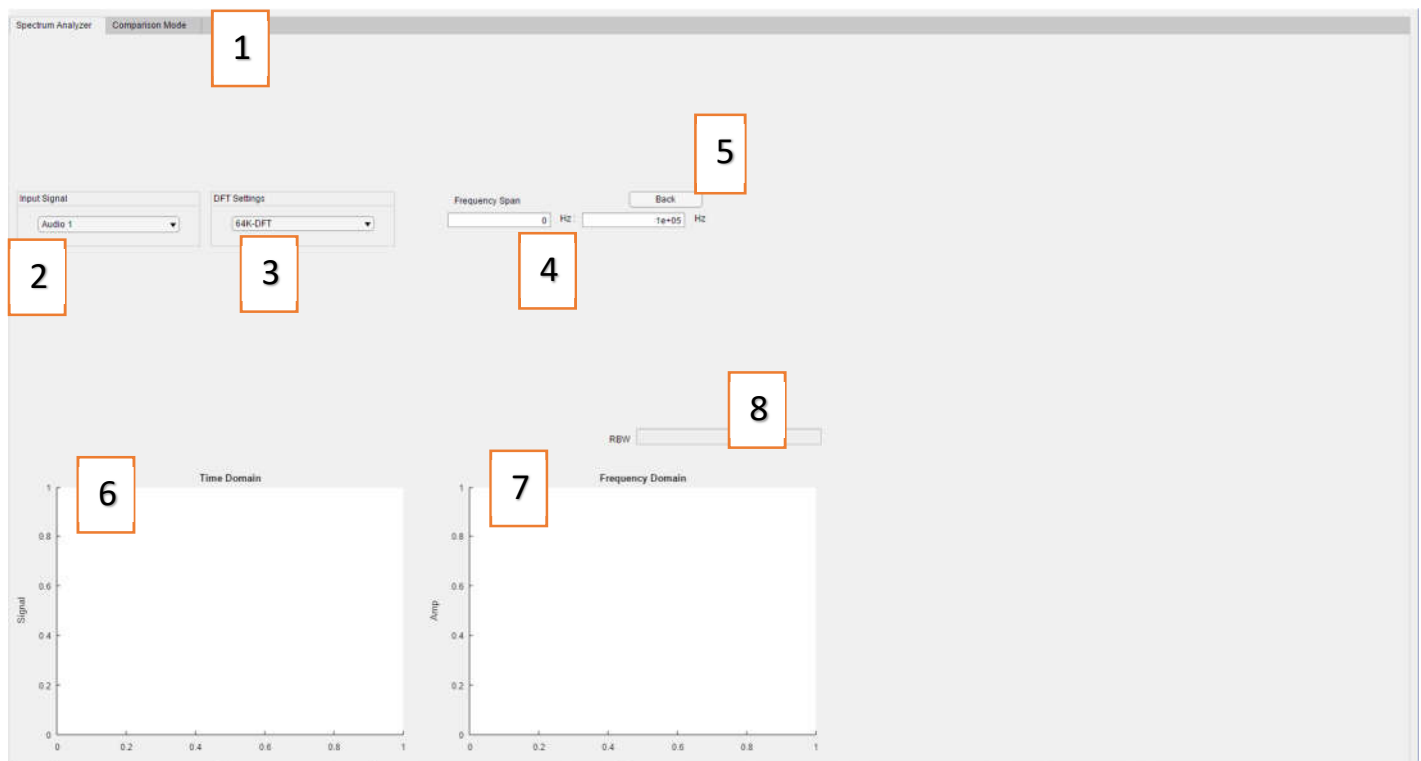 Spectrum Analyzer Comparison Mode
1
5
Input Signal DFT Settings Frequency Span Back
Audio 1 64K-DFT 0 Hz : 1e+05 Hz
2 3 4
8
RBW
6 7
Time Domain Frequency Domain
1 1
0.8 0.8
0.6 0.6
Signal Amp
0.4 0.4
0.2 0.2
0 0
0 0.2 0.4 0.6 0.8 1 0 0.2 0.4 0.6 0.8 1